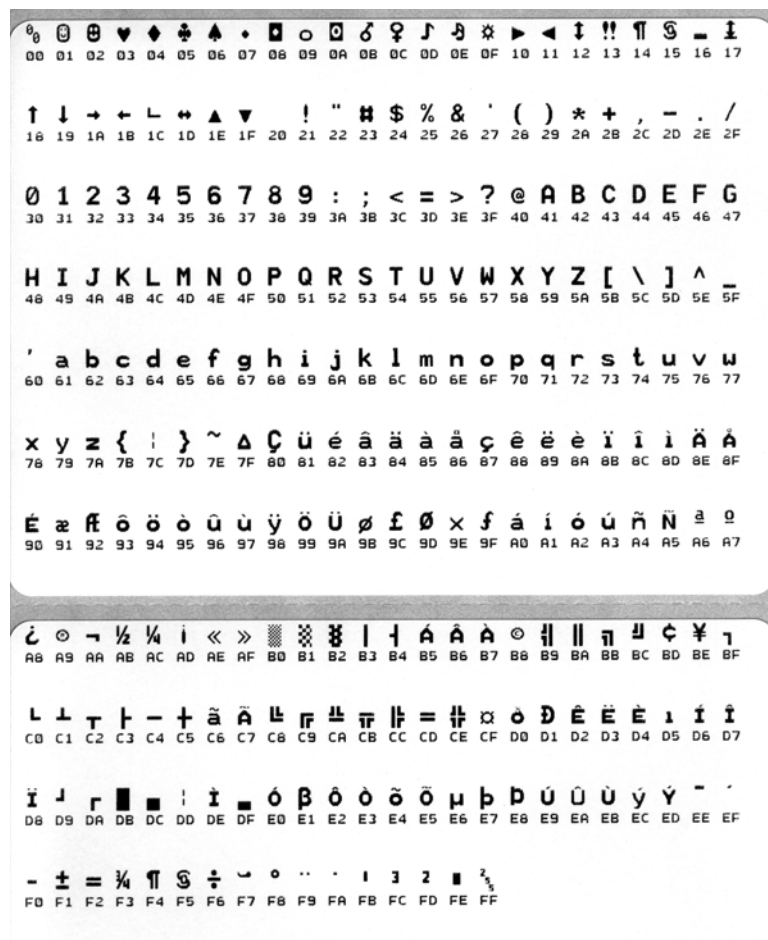 ⁰₀ ☺ ☻ ♥ ♦ ♣ ♠ • ◘ ○ ◙ ♂ ♀ ♪ ♫ ☼ ► ◄ ↕ ‼ ¶ § ▬ ↨
00 01 02 03 04 05 06 07 08 09 0A 0B 0C 0D 0E 0F 10 11 12 13 14 15 16 17
↑ ↓ → ← ∟ ↔ ▲ ▼ ! " # $ % & ' ( ) * + , - . /
18 19 1A 1B 1C 1D 1E 1F 20 21 22 23 24 25 26 27 28 29 2A 2B 2C 2D 2E 2F
0 1 2 3 4 5 6 7 8 9 : ; < = > ? @ A B C D E F G
30 31 32 33 34 35 36 37 38 39 3A 3B 3C 3D 3E 3F 40 41 42 43 44 45 46 47
H I J K L M N O P Q R S T U V W X Y Z [ \ ] ^ _
48 49 4A 4B 4C 4D 4E 4F 50 51 52 53 54 55 56 57 58 59 5A 5B 5C 5D 5E 5F
' a b c d e f g h i j k l m n o p q r s t u v w
60 61 62 63 64 65 66 67 68 69 6A 6B 6C 6D 6E 6F 70 71 72 73 74 75 76 77
x y z { ¦ } ~ ∆ Ç ü é â ä à å ç ê ë è ï î ì Ä Å
78 79 7A 7B 7C 7D 7E 7F 80 81 82 83 84 85 86 87 88 89 8A 8B 8C 8D 8E 8F
É æ Æ ô ö ò û ù ÿ Ö Ü ø £ Ø × ƒ á í ó ú ñ Ñ ª º
90 91 92 93 94 95 96 97 98 99 9A 9B 9C 9D 9E 9F A0 A1 A2 A3 A4 A5 A6 A7
¿ ® ¬ ½ ¼ ¡ « » ░ ▒ ▓ │ ┤ Á Â À © ╣ ║ ╗ ╝ ¢ ¥ ┐
A8 A9 AA AB AC AD AE AF B0 B1 B2 B3 B4 B5 B6 B7 B8 B9 BA BB BC BD BE BF
└ ┴ ┬ ├ ─ ┼ ã Ã ╚ ╔ ╩ ╦ ╠ ═ ╬ ¤ ð Ð Ê Ë È ı Í Î
C0 C1 C2 C3 C4 C5 C6 C7 C8 C9 CA CB CC CD CE CF D0 D1 D2 D3 D4 D5 D6 D7
Ï ┘ ┌ █ ▄ ¦ Ì ▄ Ó β Ô Ò õ Õ µ þ Þ Ú Û Ù ý Ý ¯ ´
D8 D9 DA DB DC DD DE DF E0 E1 E2 E3 E4 E5 E6 E7 E8 E9 EA EB EC ED EE EF
- ± = ¾ ¶ § ÷ ¸ ° ¨ · ı ³ ² ■ ²₅₅
F0 F1 F2 F3 F4 F5 F6 F7 F8 F9 FA FB FC FD FE FF